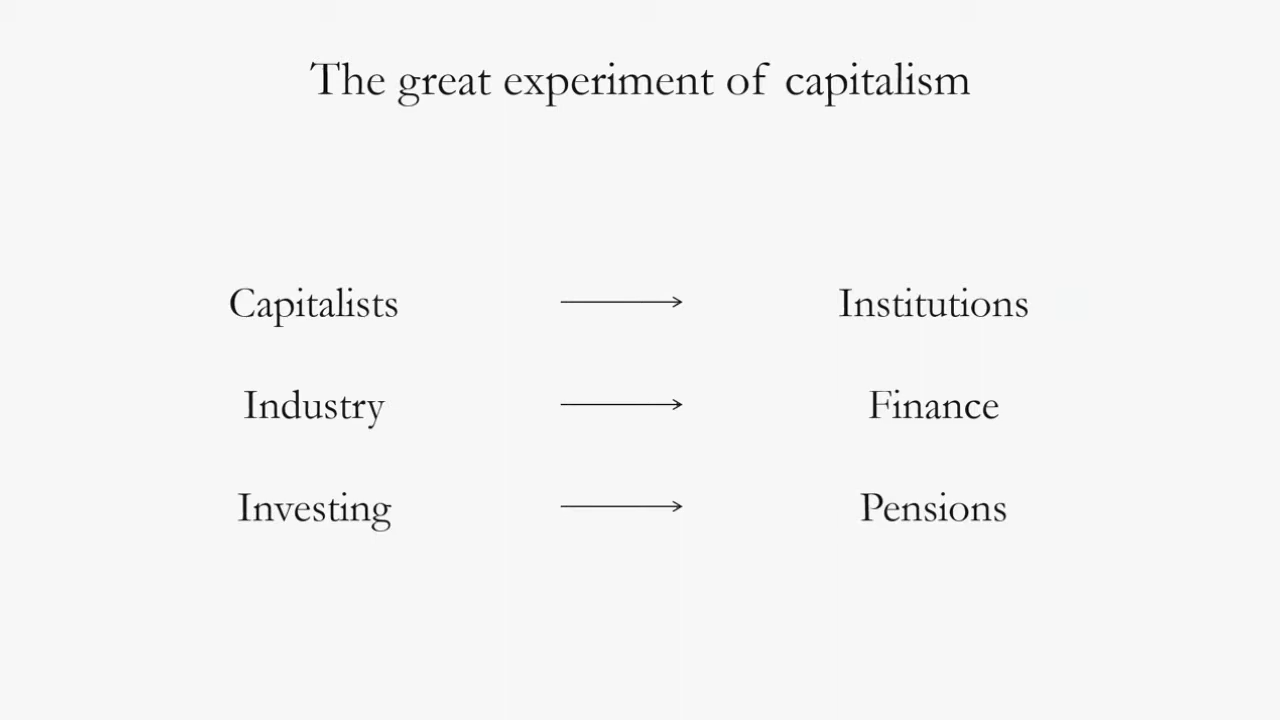 The great experiment of capitalism
Capitalists → Institutions
Industry → Finance
Investing → Pensions